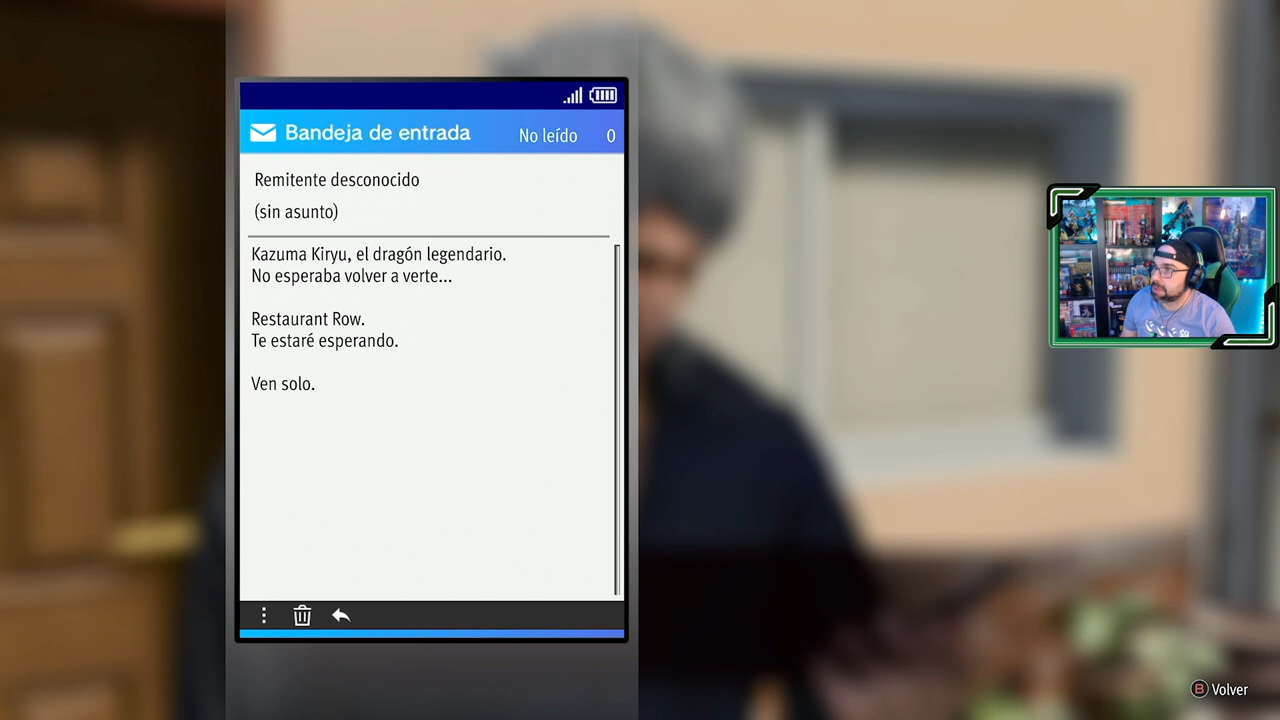 Bandeja de entrada No leído 0
Remitente desconocido
(sin asunto)
Kazuma Kiryu, el dragón legendario.
No esperaba volver a verte...
Restaurant Row.
Te estaré esperando.
Ven solo.
B Volver